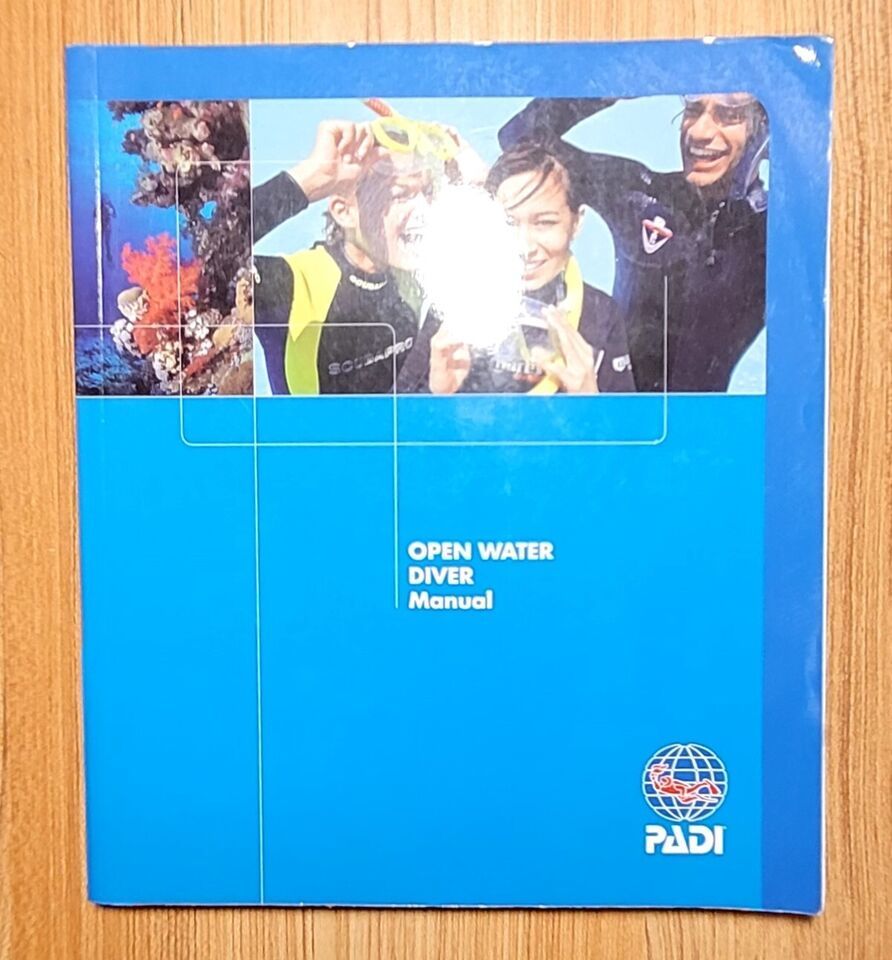 SCUBAPRO
OPEN WATER
DIVER
Manual
PADI